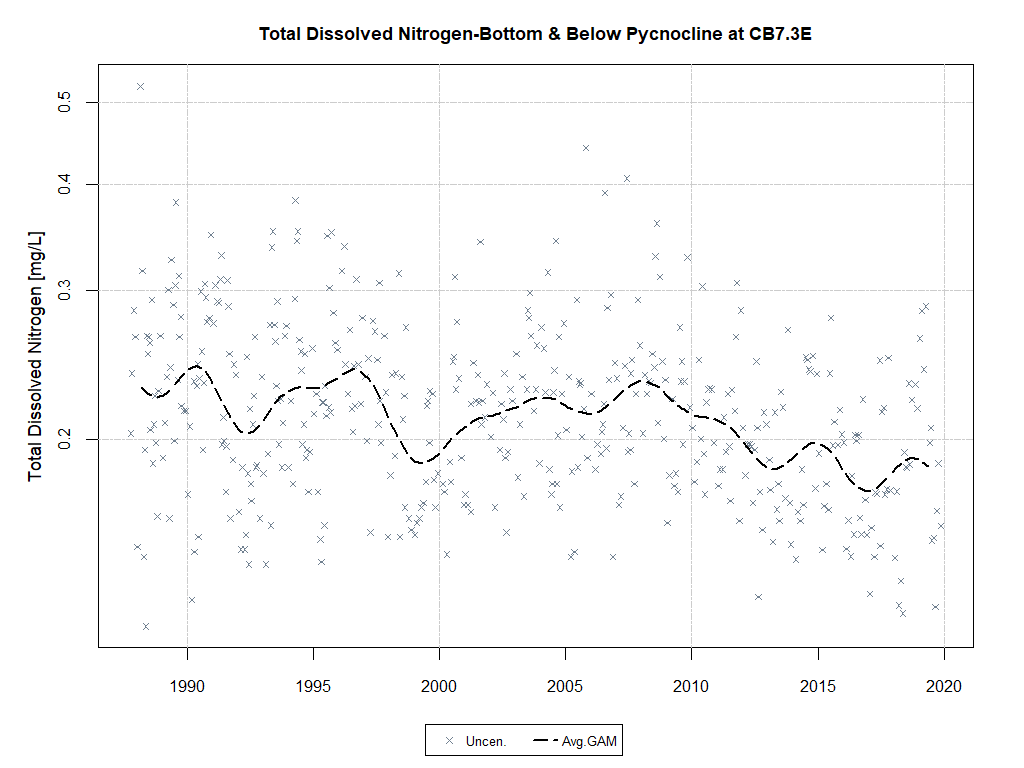 Total Dissolved Nitrogen-Bottom & Below Pycnocline at CB7.3E
Total Dissolved Nitrogen [mg/L]
0.5
0.4
0.3
0.2
1990 1995 2000 2005 2010 2015 2020
Uncen. Avg.GAM